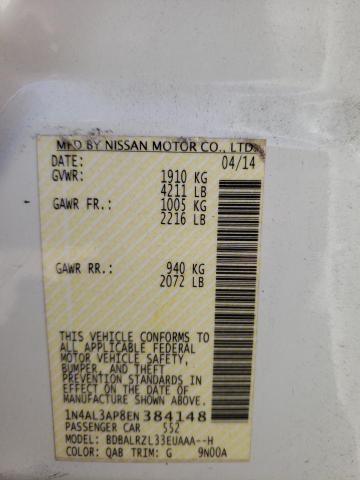 MFD BY NISSAN MOTOR CO., LTD.
DATE: 04/14
GVWR: 1910 KG
4211 LB
GAWR FR: 1005 KG
2216 LB
GAWR RR: 940 KG
2072 LB
THIS VEHICLE CONFORMS TO
ALL APPLICABLE FEDERAL
MOTOR VEHICLE SAFETY,
BUMPER, AND THEFT
PREVENTION STANDARDS IN
EFFECT ON THE DATE OF
MANUFACTURE SHOWN ABOVE.
1N4AL3AP8EN384148
PASSENGER CAR 552
MODEL: BDBALRZL33EUAAA--H
COLOR: QAB TRIM: G 9N00A